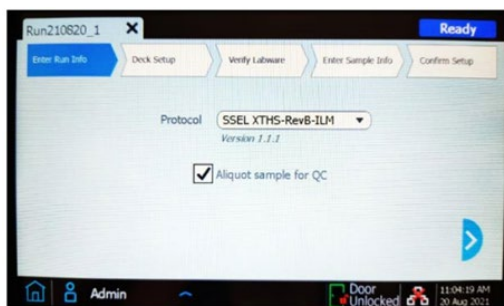 Run210820_1 X Ready
Enter Run Info Deck Setup Verify Labware Enter Sample Info Confirm Setup
Protocol SSEL XTHS-RevB-ILM
Version 1.1.1
Aliquot sample for QC
Admin Door Unlocked 11:04:19 AM
20 Aug 2021